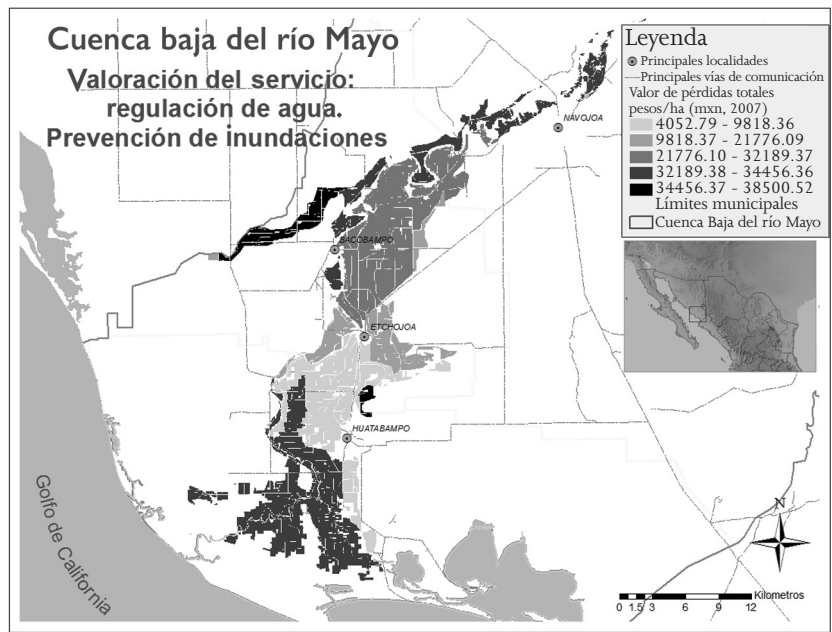 Cuenca baja del río Mayo
Valoración del servicio:
regulación de agua.
Prevención de inundaciones
Leyenda
Principales localidades
Principales vías de comunicación
Valor de pérdidas totales
pesos/ha (mxn, 2007)
4052.79 - 9818.36
9818.37 - 21776.09
21776.10 - 32189.37
32189.38 - 34456.36
34456.37 - 38500.52
Límites municipales
Cuenca Baja del río Mayo
NAVOJOA
BACOBAMPO
ETCHOJOA
HUATABAMPO
Golfo de California
N
Kilometros
0 1.5 3 6 9 12